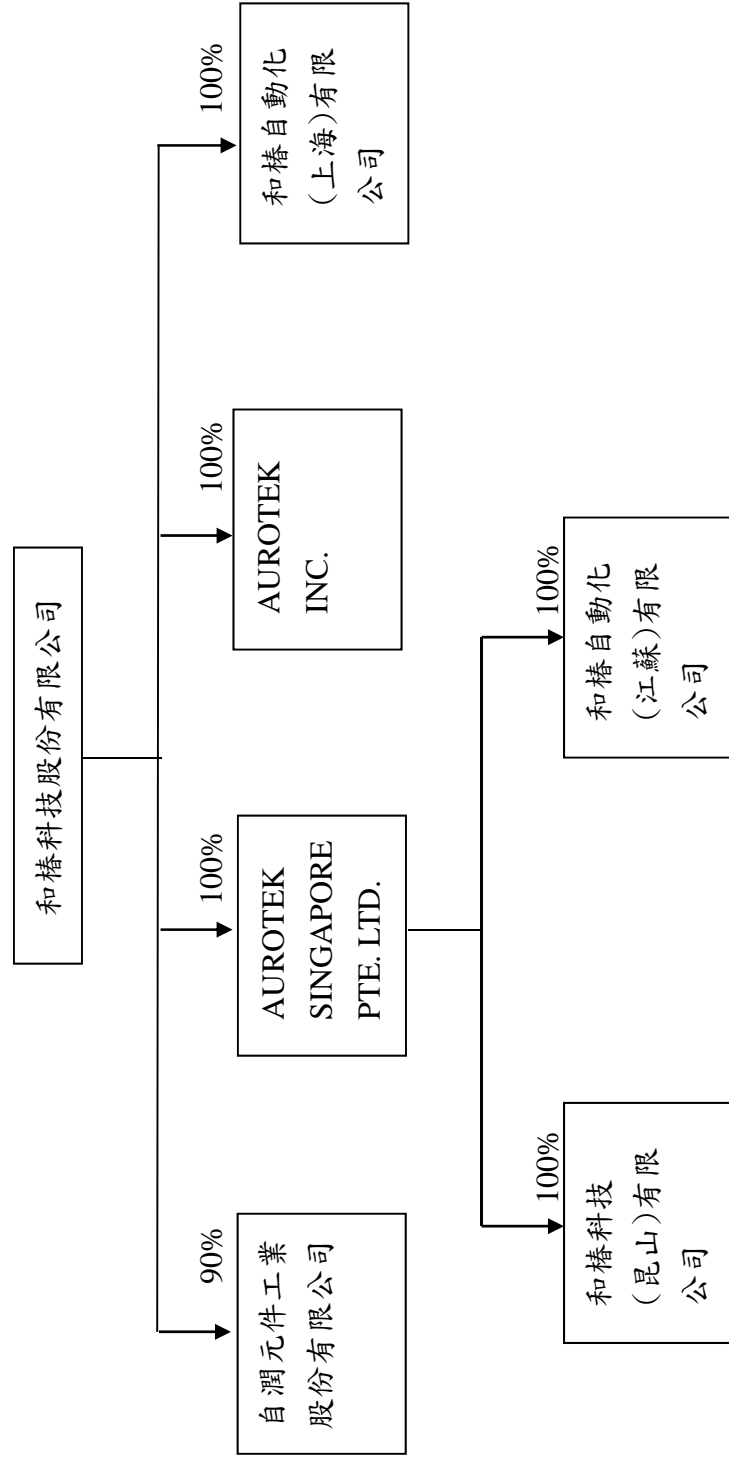 和椿科技股份有限公司
90%
自潤元件工業
股份有限公司
100%
AUROTEK
SINGAPORE
PTE. LTD.
100%
AUROTEK
INC.
100%
和椿自動化
(上海)有限
公司
100%
和椿科技
(昆山)有限
公司
100%
和椿自動化
(江蘇)有限
公司